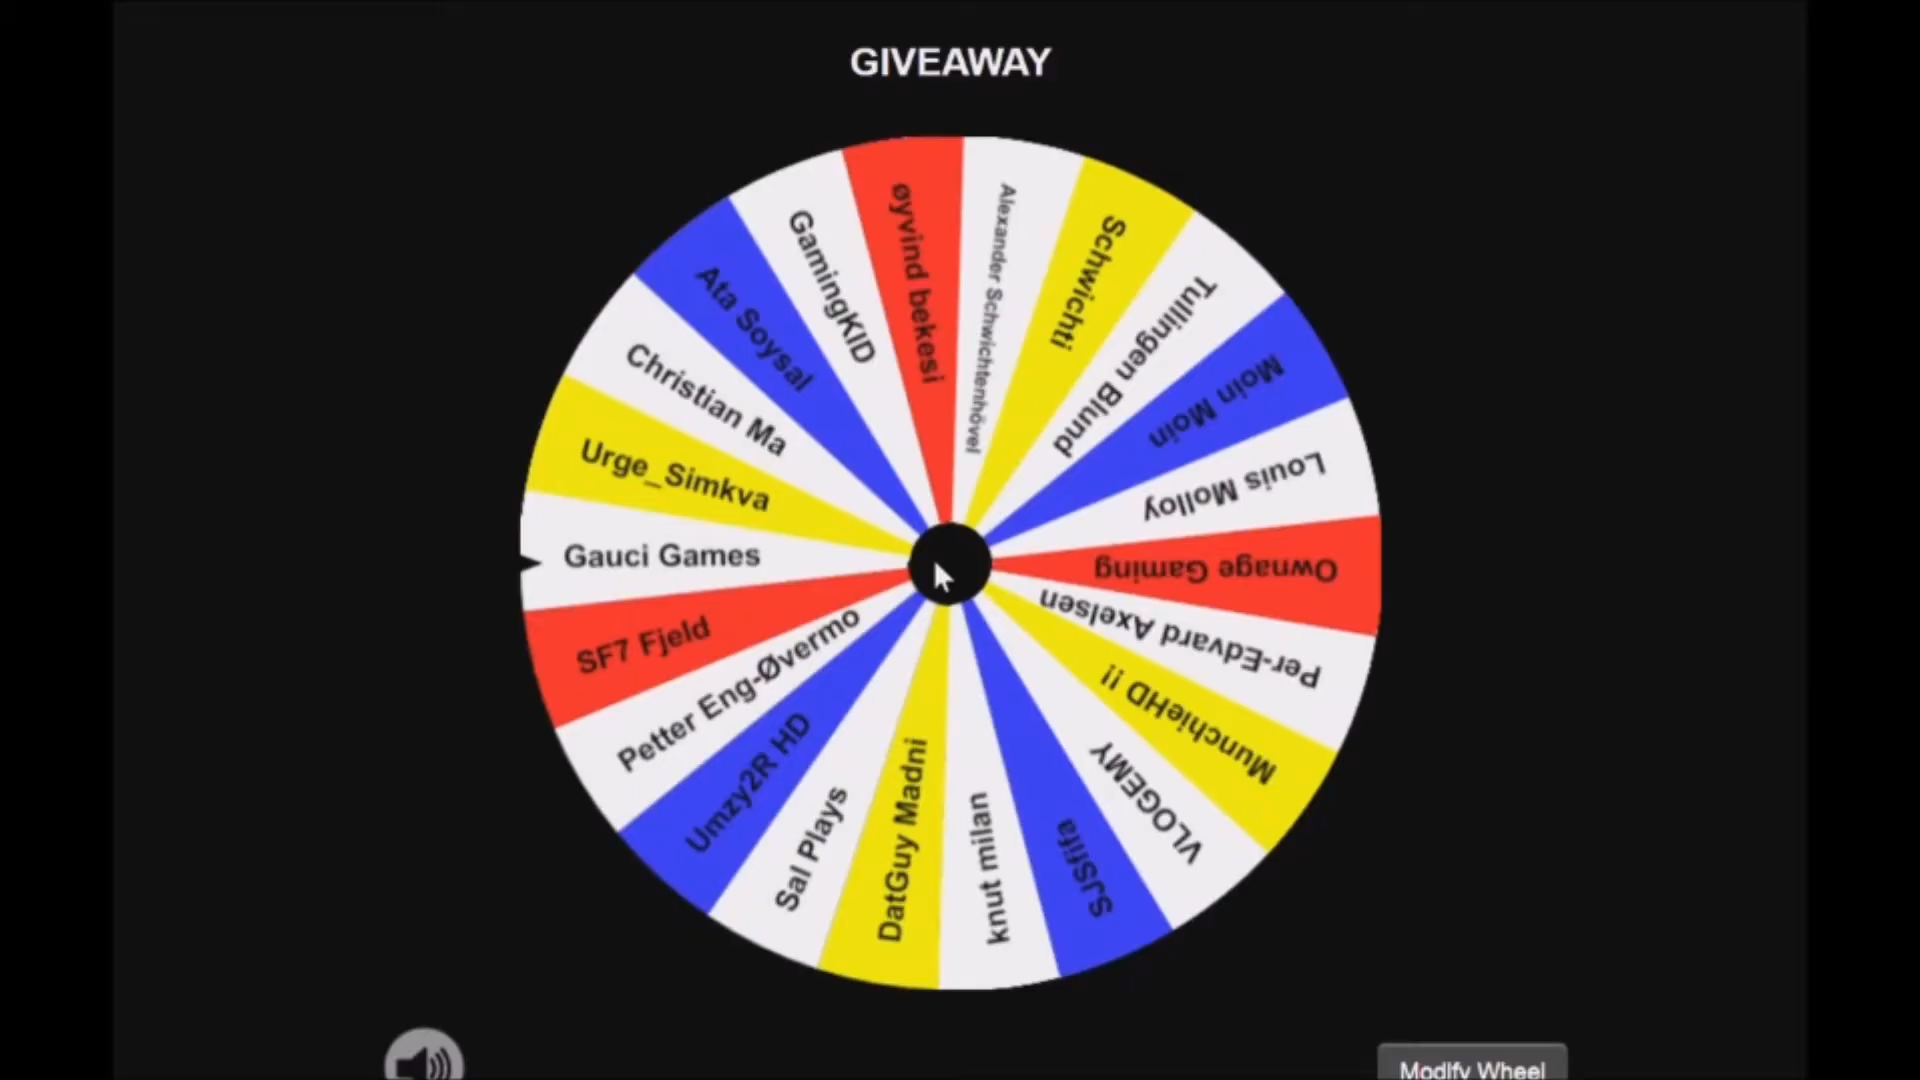 GIVEAWAY
øyvind bekesi
Alexander Schwichtenhövel
Schwichti
Tullingen Blund
Moin Moin
Louis Molloy
Ownage Gaming
Per-Edvard Axelsen
MunchieHD !!
VLOGEMY
SJSfifa
knut milan
DatGuy Madni
Sal Plays
Umzy2R HD
Petter Eng-Øvermo
SF7 Fjeld
Gauci Games
Urge_Simkva
Christian Ma
Ata Soysal
GamingKID
Modify Wheel